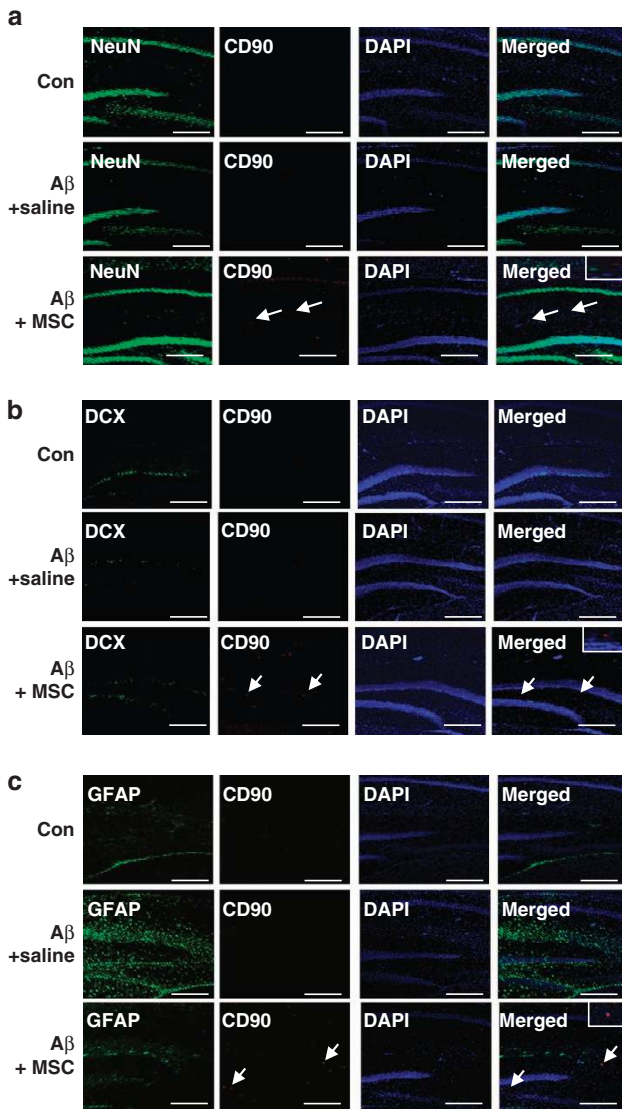 a
NeuN CD90 DAPI Merged
Con
NeuN CD90 DAPI Merged
Aβ
+saline
NeuN CD90 DAPI Merged
Aβ
+ MSC
b
DCX CD90 DAPI Merged
Con
DCX CD90 DAPI Merged
Aβ
+saline
DCX CD90 DAPI Merged
Aβ
+ MSC
c
GFAP CD90 DAPI Merged
Con
GFAP CD90 DAPI Merged
Aβ
+saline
GFAP CD90 DAPI Merged
Aβ
+ MSC